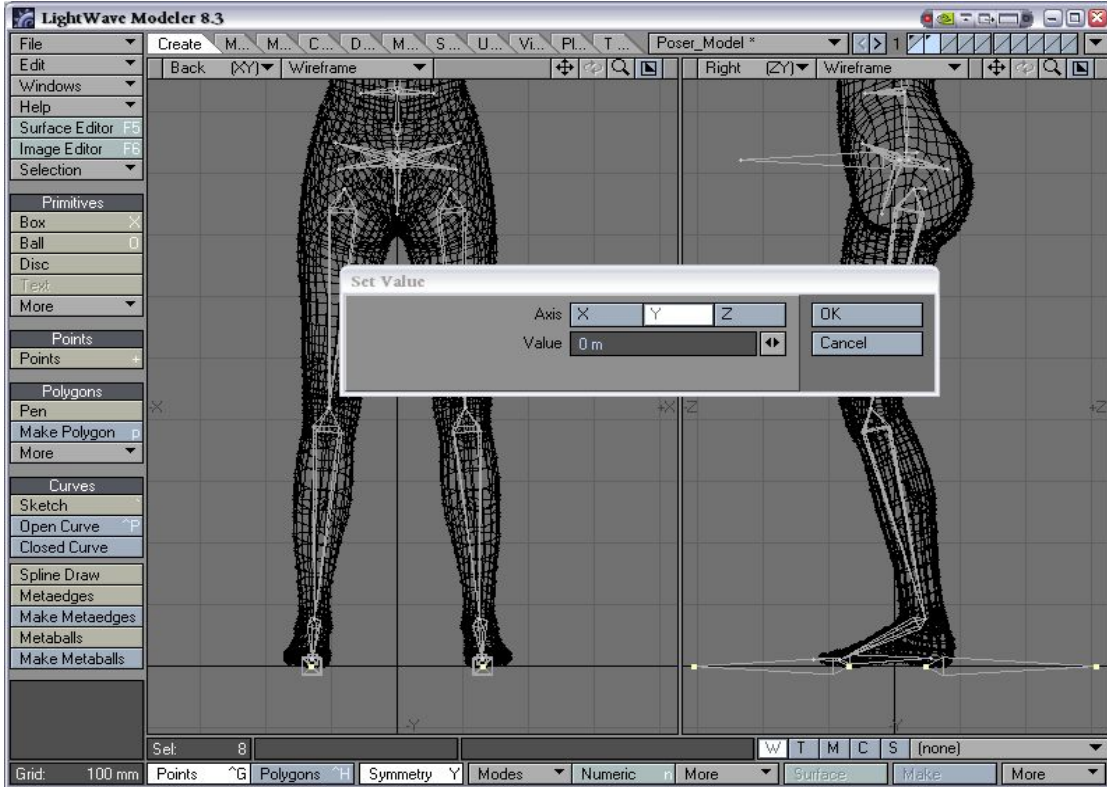 LightWave Modeler 8.3
File
Create M... M... C... D... M... S... U... Vi... Pl... T ... Poser_Model * 1
Edit
Back (XY) Wireframe
Right (ZY) Wireframe
Windows
Help
Surface Editor F5
Image Editor F6
Selection
Primitives
Box X
Ball O
Disc
Text
More
Points
Points +
Polygons
Pen
Make Polygon p
More
Curves
Sketch `
Open Curve ^P
Closed Curve
Spline Draw
Metaedges
Make Metaedges
Metaballs
Make Metaballs
Set Value
Axis X Y Z OK
Value 0 m Cancel
-X +X -Z +Z
-Y -Y
Sel: 8 W T M C S (none)
Grid: 100 mm Points ^G Polygons ^H Symmetry Y Modes Numeric n More Surface Make More